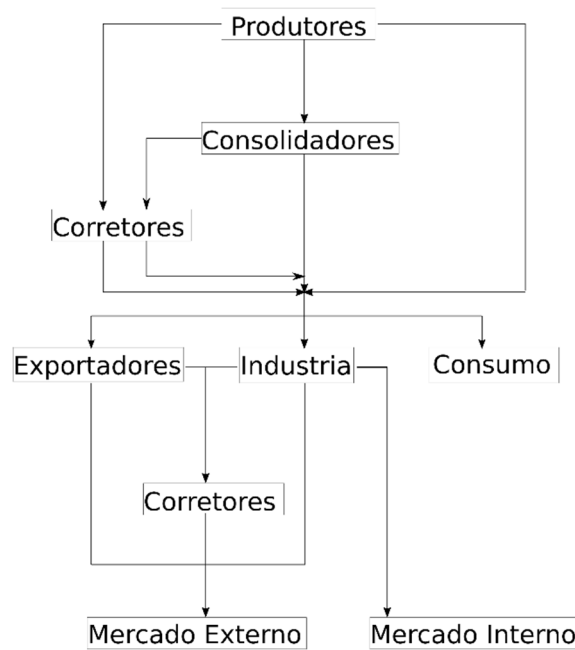 Produtores
Consolidadores
Corretores
Exportadores
Industria
Consumo
Corretores
Mercado Externo
Mercado Interno